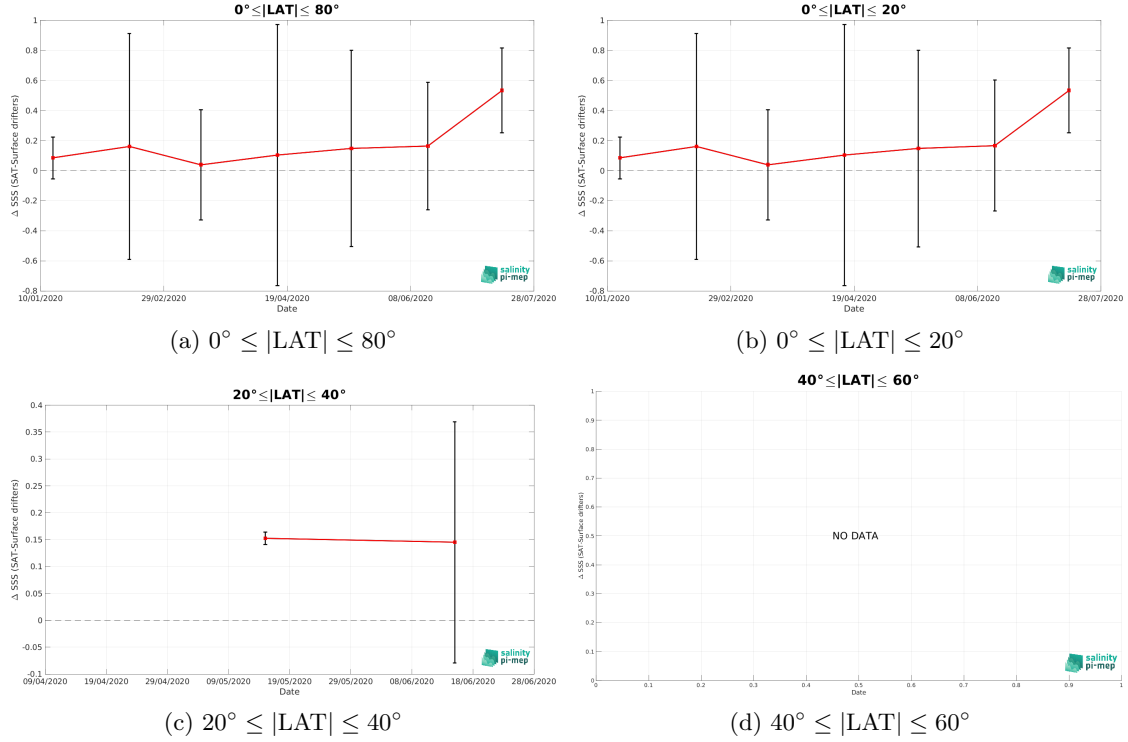 0°≤|LAT|≤ 80°
1
0.8
0.6
0.4
0.2
0
-0.2
-0.4
-0.6
-0.8
Δ SSS (SAT-Surface drifters)
10/01/2020 29/02/2020 19/04/2020 08/06/2020 28/07/2020
Date
salinity
pi-mep
(a) 0° ≤ |LAT| ≤ 80°
0°≤|LAT|≤ 20°
1
0.8
0.6
0.4
0.2
0
-0.2
-0.4
-0.6
-0.8
Δ SSS (SAT-Surface drifters)
10/01/2020 29/02/2020 19/04/2020 08/06/2020 28/07/2020
Date
salinity
pi-mep
(b) 0° ≤ |LAT| ≤ 20°
20°≤|LAT|≤ 40°
0.4
0.35
0.3
0.25
0.2
0.15
0.1
0.05
0
-0.05
-0.1
Δ SSS (SAT-Surface drifters)
09/04/2020 19/04/2020 29/04/2020 09/05/2020 19/05/2020 29/05/2020 08/06/2020 18/06/2020 28/06/2020
Date
salinity
pi-mep
(c) 20° ≤ |LAT| ≤ 40°
40°≤|LAT|≤ 60°
1
0.9
0.8
0.7
0.6
0.5
0.4
0.3
0.2
0.1
0
Δ SSS (SAT-Surface drifters)
NO DATA
0 0.1 0.2 0.3 0.4 0.5 0.6 0.7 0.8 0.9 1
Date
salinity
pi-mep
(d) 40° ≤ |LAT| ≤ 60°